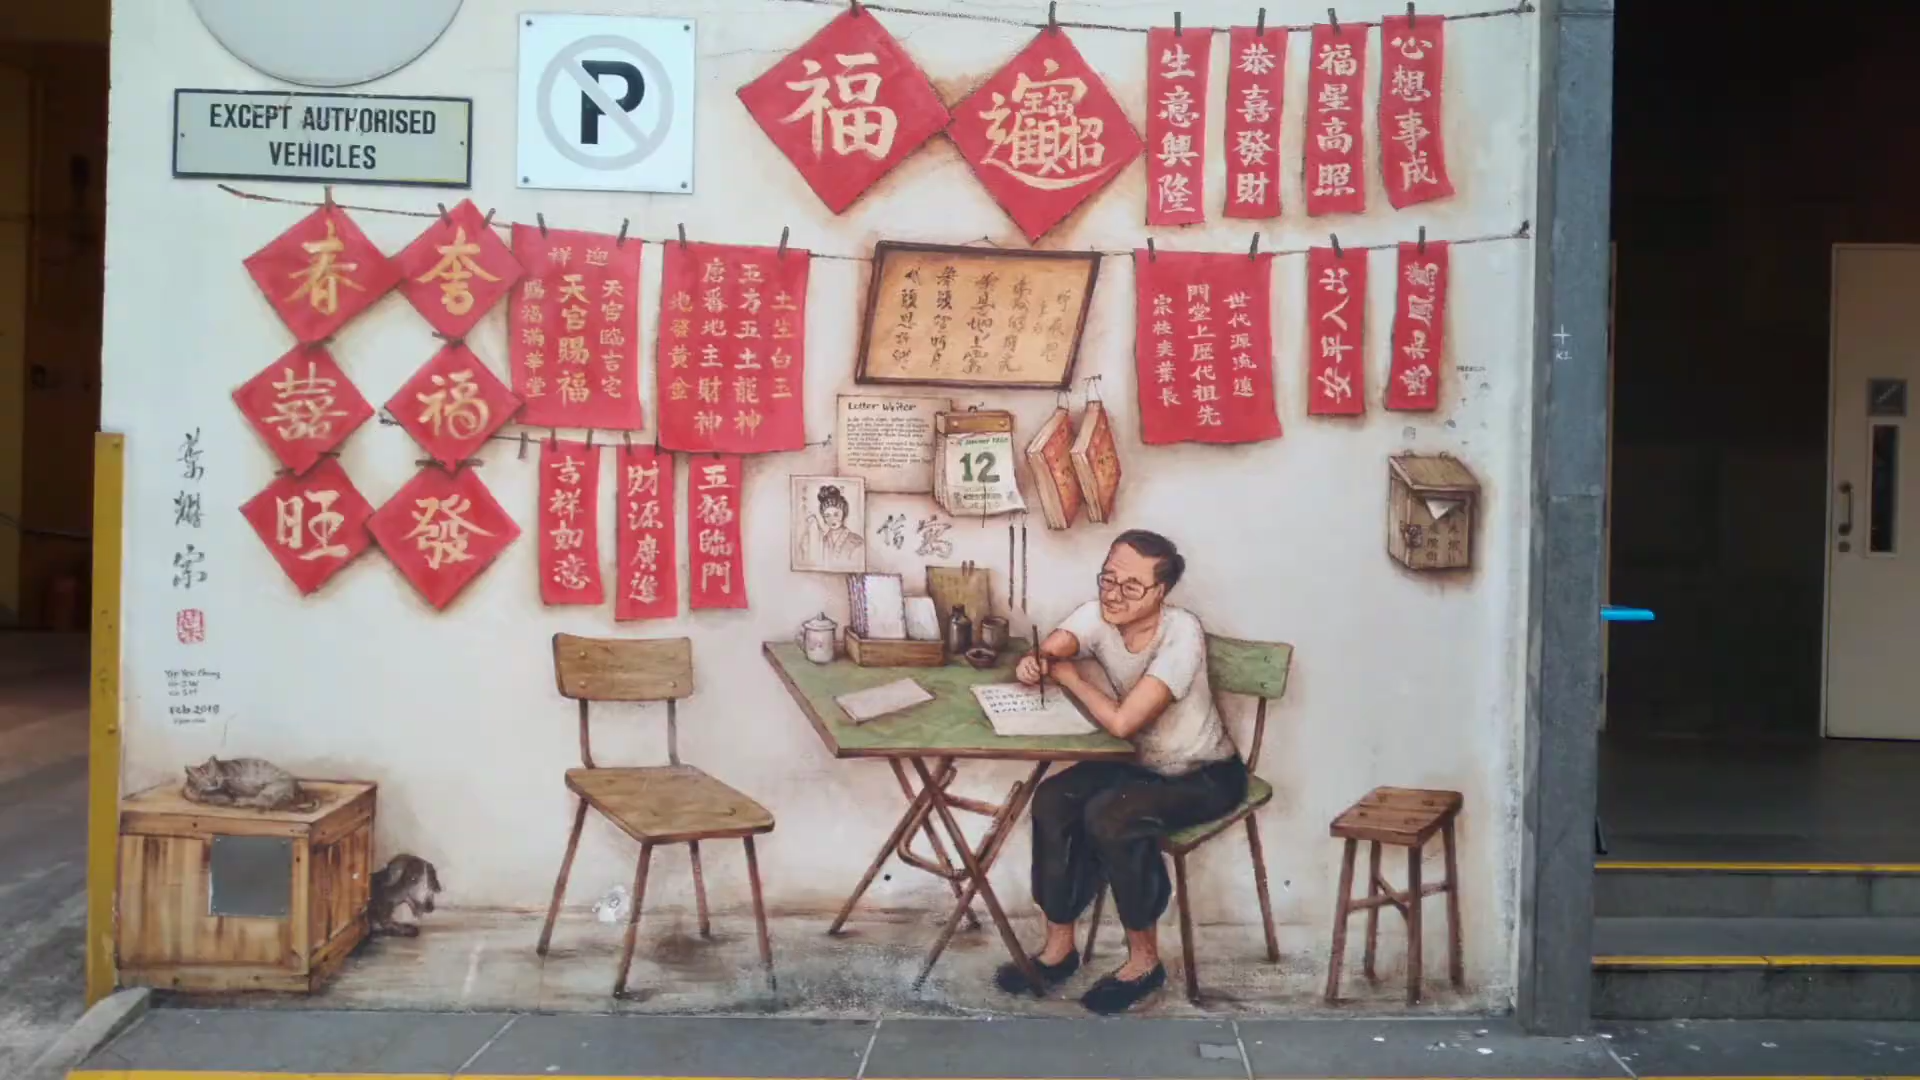 EXCEPT AUTHORISED
VEHICLES
P
福
招財進寶
生意興隆
恭喜發財
福星高照
心想事成
春
福
囍
旺
發
迎祥
天官臨吉宅
天官賜福
賜福滿華堂
土生白玉
五方五土龍神
唐番地主財神
地發黃金
世代源流遠
門堂上歷代祖先
宗枝奕葉長
出入平安
吉祥如意
財源廣進
五福臨門
Letter Writer
12
寫信
葉耀宗
Yip Yew Chong
Feb 2018